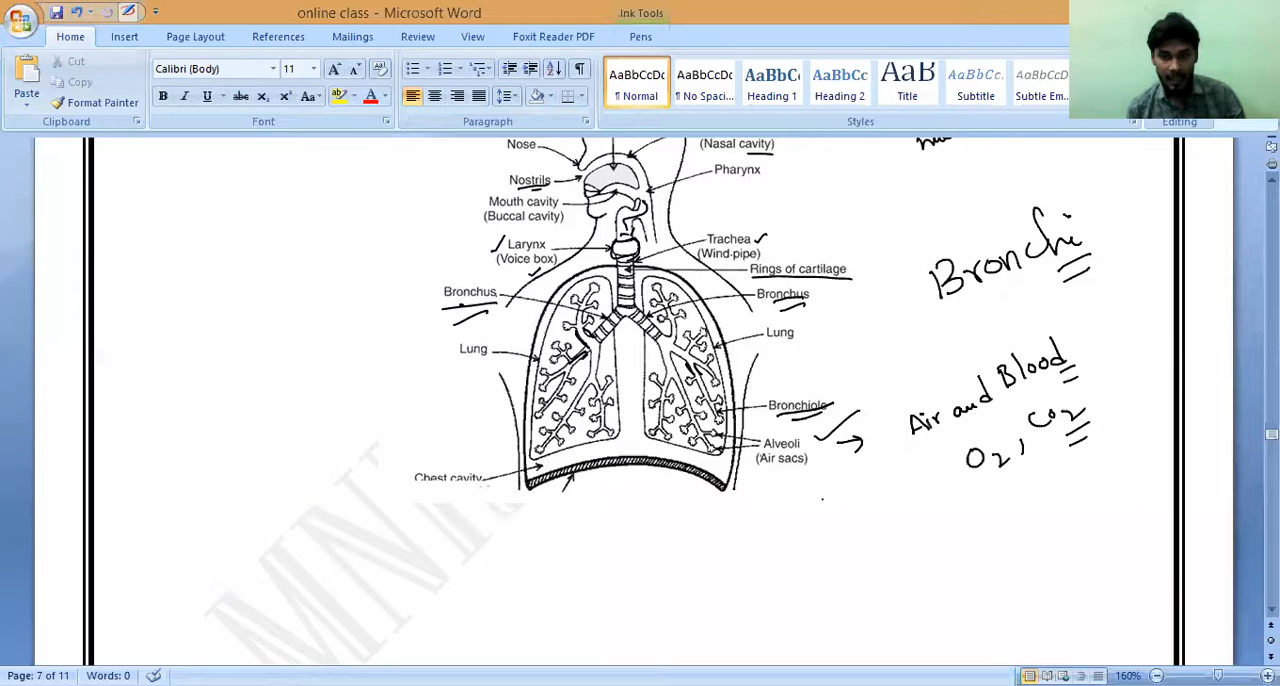 online class - Microsoft Word
Ink Tools
Home Insert Page Layout References Mailings Review View Foxit Reader PDF Pens
Paste
Cut
Copy
Format Painter
Clipboard
Calibri (Body) 11
Font
Paragraph
AaBbCcDc AaBbCcDc AaBbCc AaBbCc AaB AaBbCc. AaBbCcDc
¶ Normal ¶ No Spaci... Heading 1 Heading 2 Title Subtitle Subtle Em...
Styles
Editing
Nose
(Nasal cavity)
Pharynx
Nostrils
Mouth cavity
(Buccal cavity)
Larynx
(Voice box)
Trachea
(Wind-pipe)
Rings of cartilage
Bronchus
Bronchus
Lung
Lung
Bronchiole
Alveoli
(Air sacs)
Chest cavity
Bronchi
Air and Blood
O2, CO2
Page: 7 of 11 Words: 0 160%